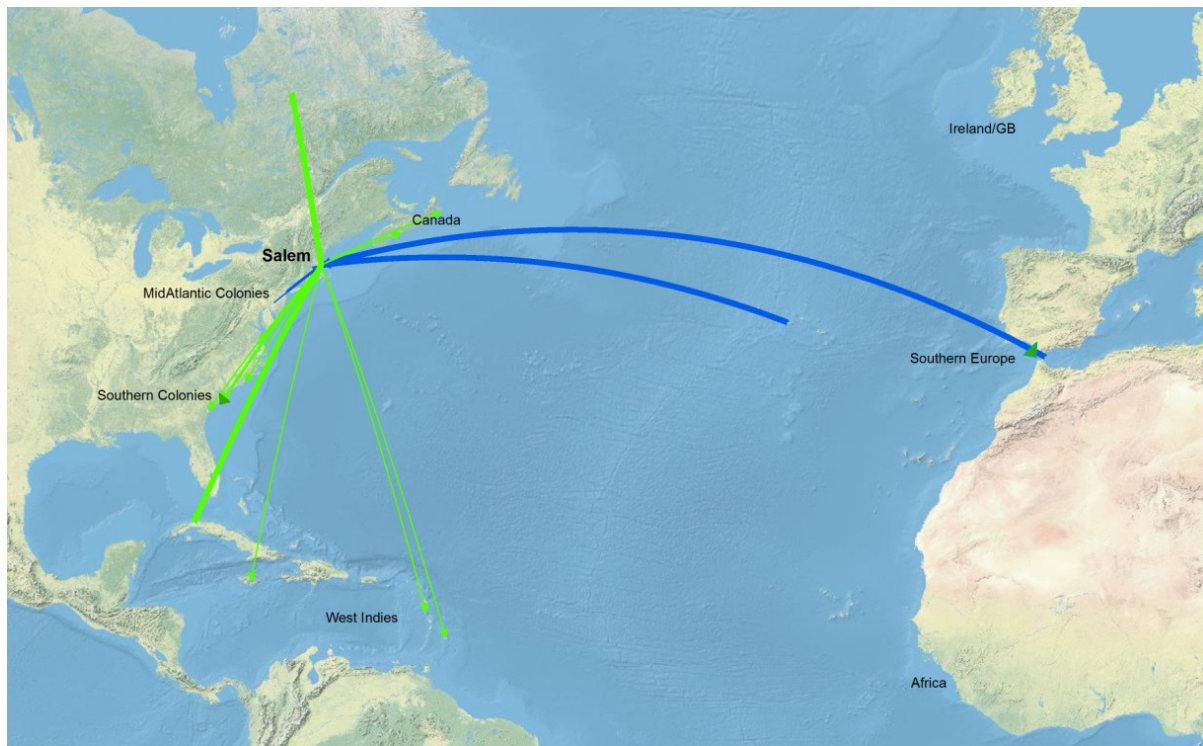 Ireland/GB
Canada
Salem
MidAtlantic Colonies
Southern Europe
Southern Colonies
West Indies
Africa